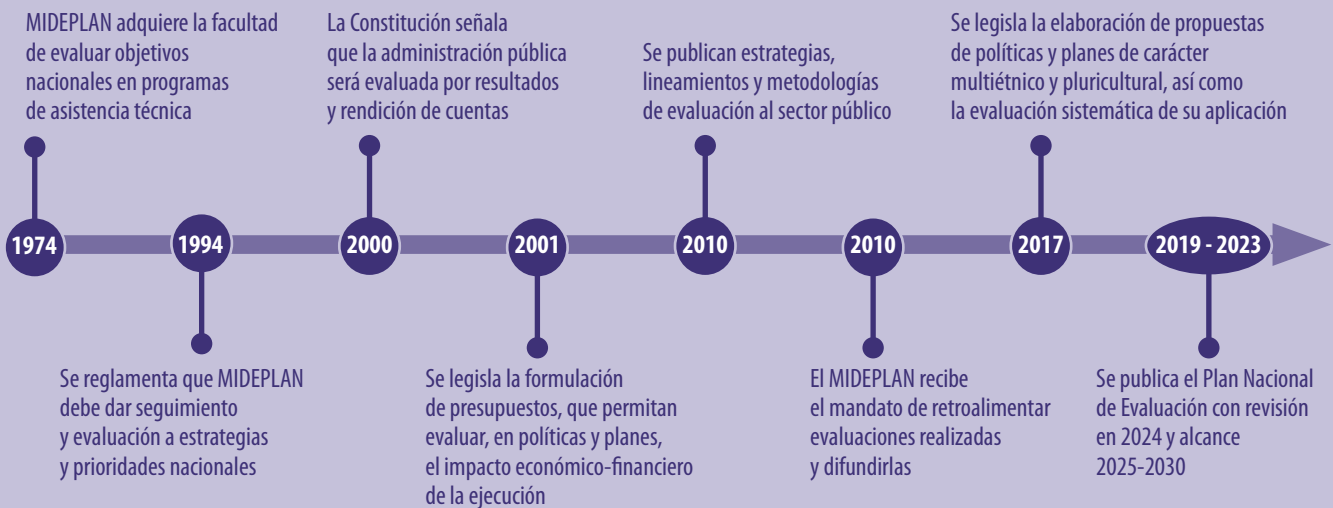 MIDEPLAN adquiere la facultad
de evaluar objetivos
nacionales en programas
de asistencia técnica
La Constitución señala
que la administración pública
será evaluada por resultados
y rendición de cuentas
Se publican estrategias,
lineamientos y metodologías
de evaluación al sector público
Se legisla la elaboración de propuestas
de políticas y planes de carácter
multiétnico y pluricultural, así como
la evaluación sistemática de su aplicación
1974
1994
2000
2001
2010
2010
2017
2019 - 2023
Se reglamenta que MIDEPLAN
debe dar seguimiento
y evaluación a estrategias
y prioridades nacionales
Se legisla la formulación
de presupuestos, que permitan
evaluar, en políticas y planes,
el impacto económico-financiero
de la ejecución
El MIDEPLAN recibe
el mandato de retroalimentar
evaluaciones realizadas
y difundirlas
Se publica el Plan Nacional
de Evaluación con revisión
en 2024 y alcance
2025-2030